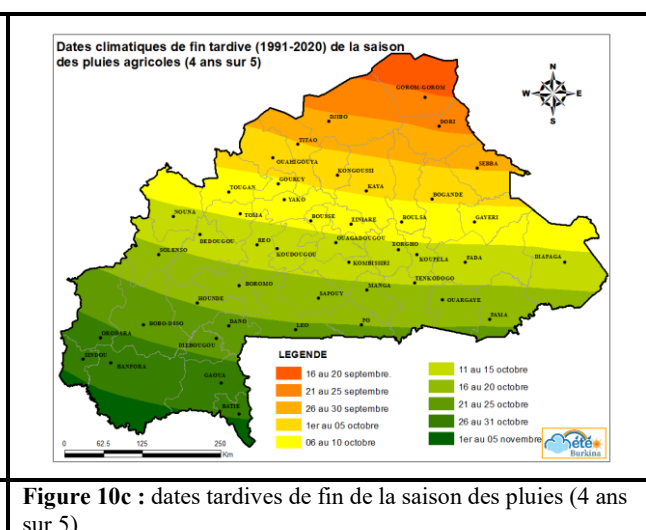 Dates climatiques de fin tardive (1991-2020) de la saison
des pluies agricoles (4 ans sur 5)
N
W E
S
GOROM-GOROM
DJIBO
DORI
TITAO
OUAHIGOUYA
SEBBA
KONGOUSSI
GOURCY
TOUGAN
KAYA
YAKO
BOGANDE
NOUNA
TOMA
BOUSSE
ZINIARE
BOULSA
GAYERI
DEDOUGOU
REO
OUAGADOUGOU
ZORGHO
SOLENZO
KOUDOUGOU
KOMBISSIRI
KOUPELA
FADA
DIAPAGA
BOROMO
TENKODOGO
MANGA
HOUNDE
SAPOUY
OUARGAYE
PAMA
BOBO-DSSO
DANO
LEO
PO
ORODARA
DIEBOUGOU
SINDOU
BANFORA
GAOUA
BATIE
LEGENDE
16 au 20 septembre.
21 au 25 septembre
26 au 30 septembre
1er au 05 octobre
06 au 10 octobre
11 au 15 octobre
16 au 20 octobre
21 au 25 octobre
26 au 31 octobre
1er au 05 novembre
0 62.5 125 250
Km
Météo
Burkina
Figure 10c : dates tardives de fin de la saison des pluies (4 ans
sur 5)